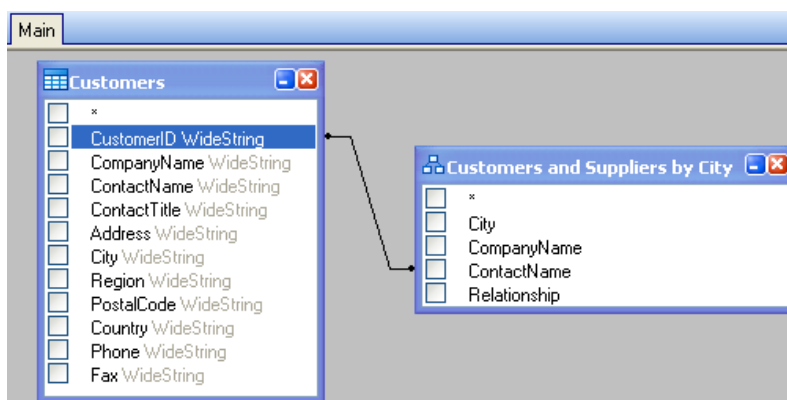 Main
Customers
*
CustomerID WideString
CompanyName WideString
ContactName WideString
ContactTitle WideString
Address WideString
City WideString
Region WideString
PostalCode WideString
Country WideString
Phone WideString
Fax WideString
Customers and Suppliers by City
*
City
CompanyName
ContactName
Relationship